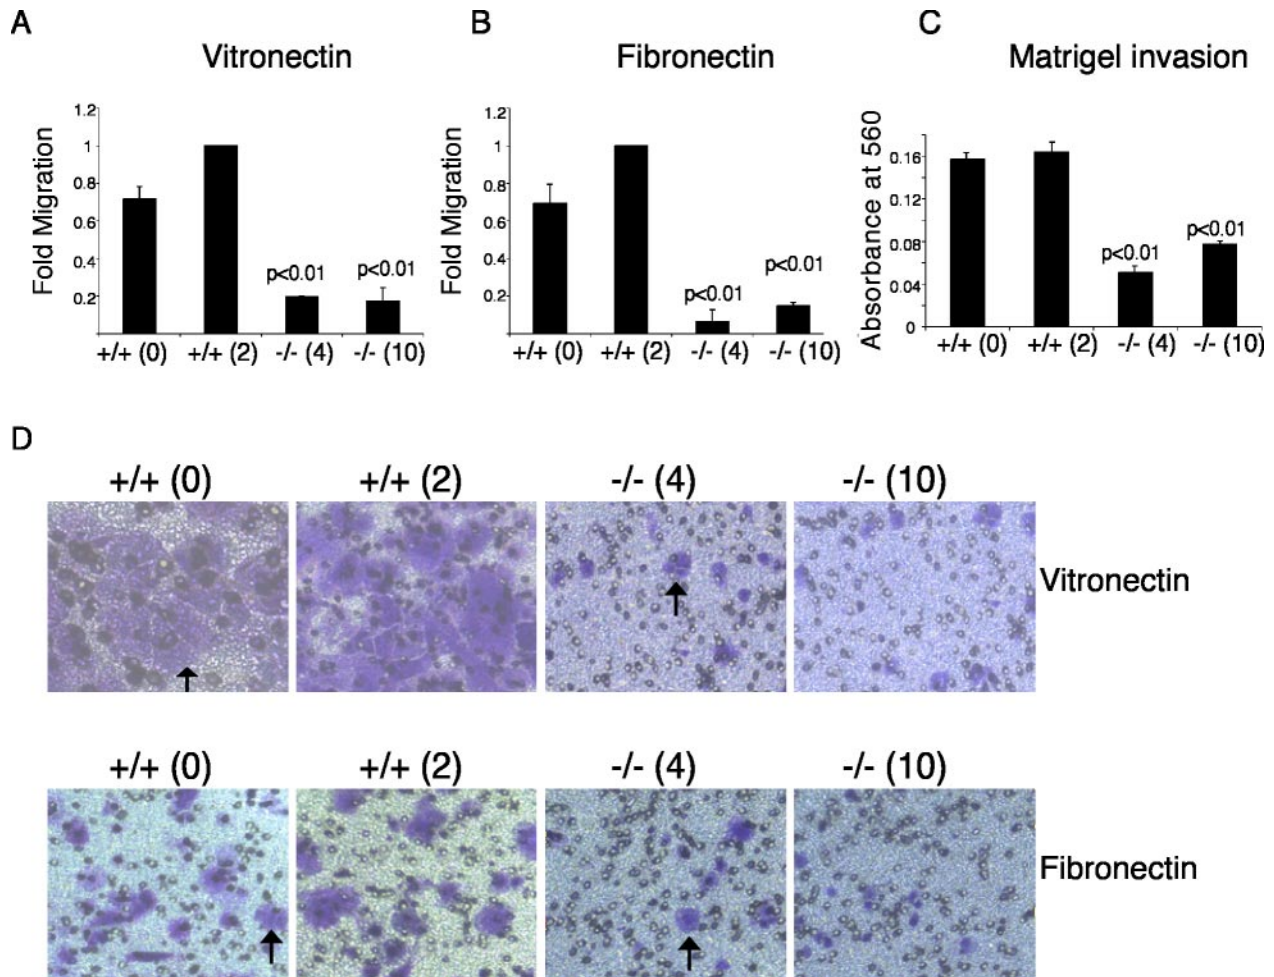 A
Vitronectin
Fold Migration
1.2
1
0.8
0.6
0.4
0.2
p<0.01
p<0.01
+/+ (0)
+/+ (2)
-/- (4)
-/- (10)
B
Fibronectin
Fold Migration
1.2
1
0.8
0.6
0.4
0.2
p<0.01
p<0.01
+/+ (0)
+/+ (2)
-/- (4)
-/- (10)
C
Matrigel invasion
Absorbance at 560
0.16
0.12
0.08
0.04
0
p<0.01
p<0.01
+/+ (0)
+/+ (2)
-/- (4)
-/- (10)
D
+/+ (0)
+/+ (2)
-/- (4)
-/- (10)
Vitronectin
+/+ (0)
+/+ (2)
-/- (4)
-/- (10)
Fibronectin